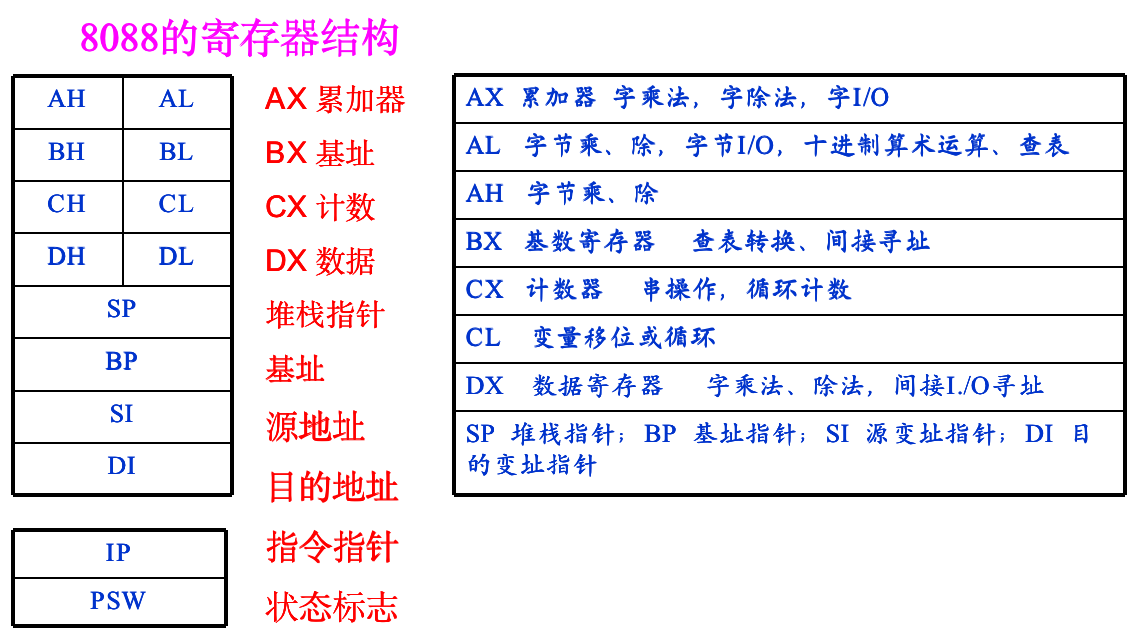 8088的寄存器结构
AH AL AX 累加器
BH BL BX 基址
CH CL CX 计数
DH DL DX 数据
SP 堆栈指针
BP 基址
SI 源地址
DI 目的地址
IP 指令指针
PSW 状态标志
AX 累加器 字乘法，字除法，字I/O
AL 字节乘、除，字节I/O，十进制算术运算、查表
AH 字节乘、除
BX 基数寄存器 查表转换、间接寻址
CX 计数器 串操作，循环计数
CL 变量移位或循环
DX 数据寄存器 字乘法、除法，间接I./O寻址
SP 堆栈指针；BP 基址指针；SI 源变址指针；DI 目
的变址指针